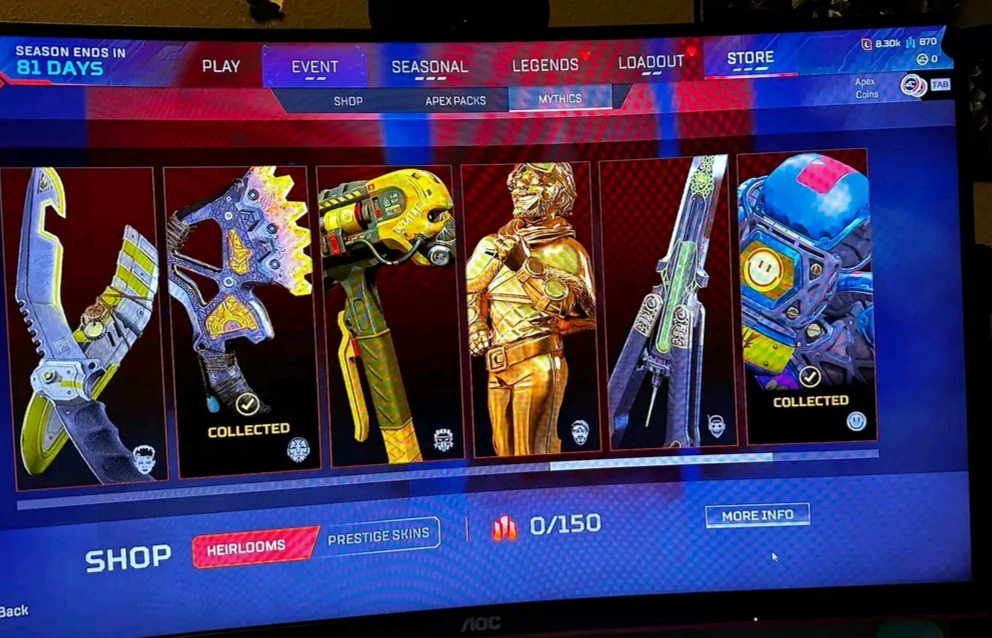 SEASON ENDS IN
81 DAYS
PLAY
EVENT
SEASONAL
LEGENDS
LOADOUT
STORE
8.30k
870
0
SHOP
APEX PACKS
MYTHICS
Apex
Coins
TAB
COLLECTED
COLLECTED
SHOP
HEIRLOOMS
PRESTIGE SKINS
0/150
MORE INFO
Back
AOC